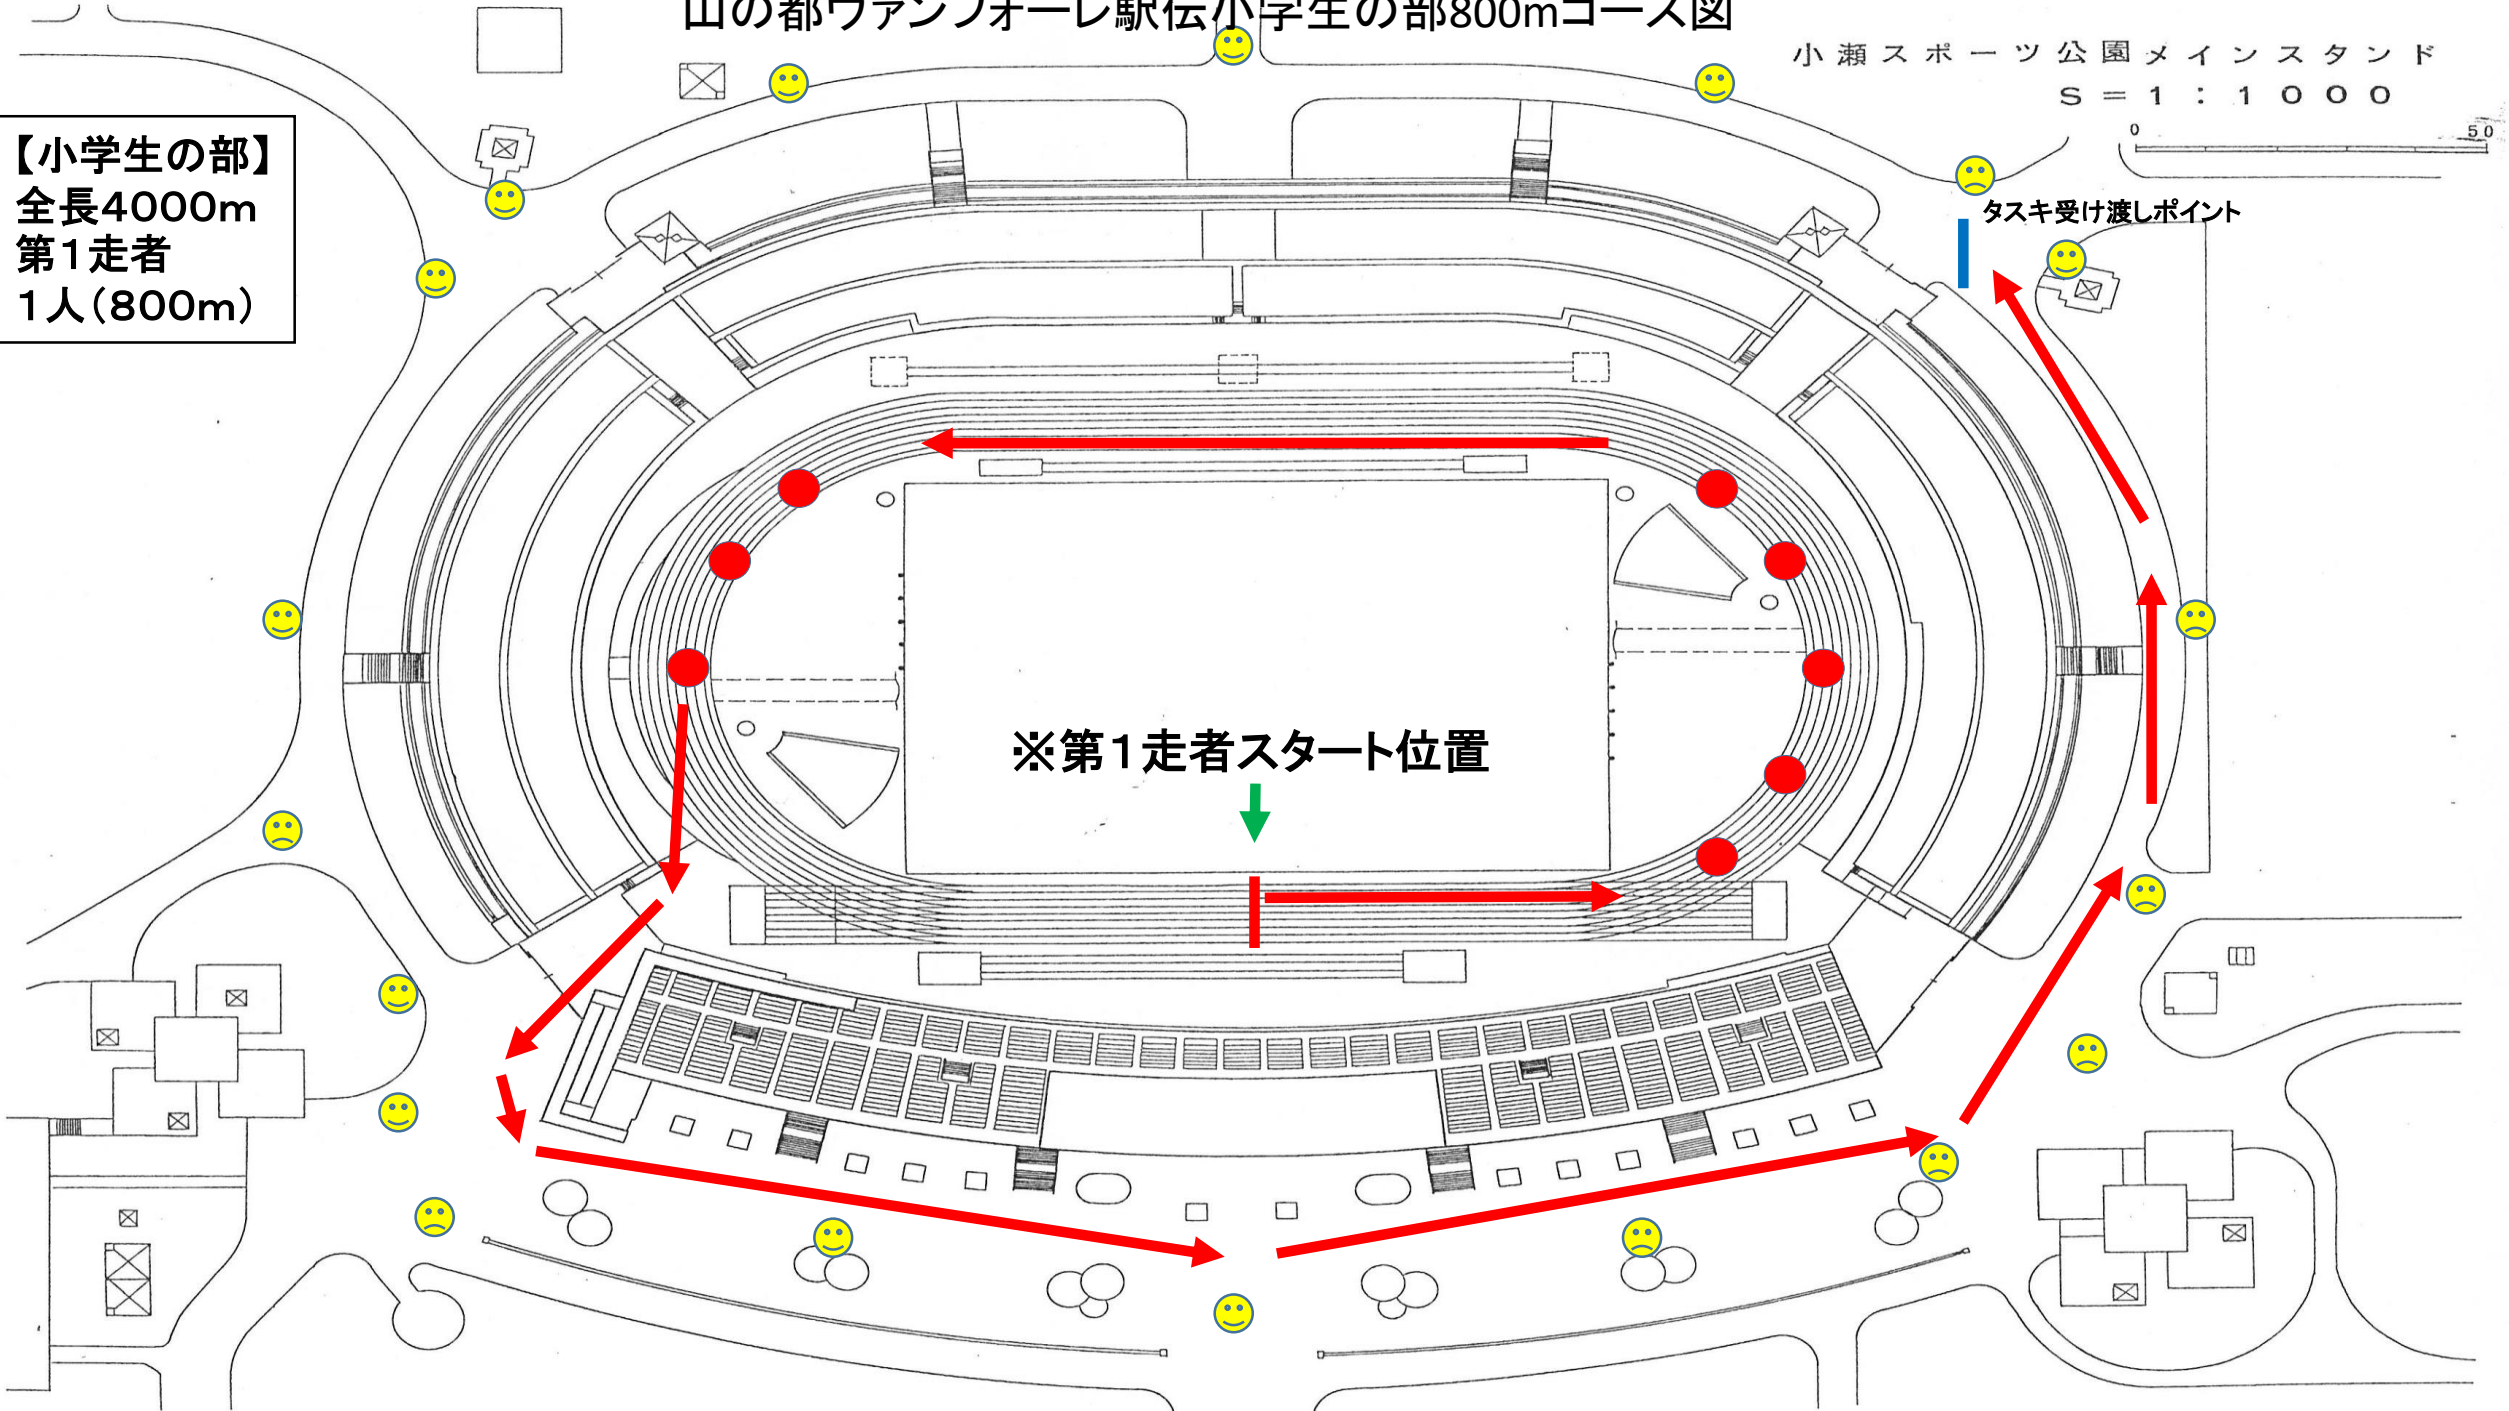 山の都ヴァンフォーレ駅伝小学生の部800mコース図
小瀬スポーツ公園メインスタンド
S=1:1000
0 50
【小学生の部】
全長4000m
第1走者
1人(800m)
タスキ受け渡しポイント
※第1走者スタート位置